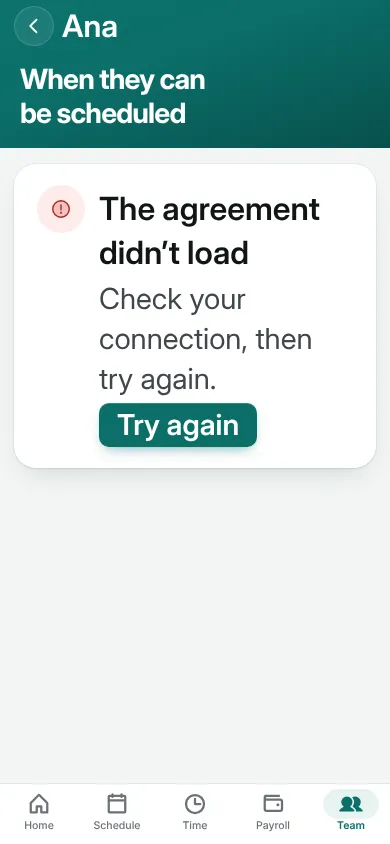 Ana
When they can
be scheduled
The agreement
didn’t load
Check your
connection, then
try again.
Try again
Home
Schedule
Time
Payroll
Team